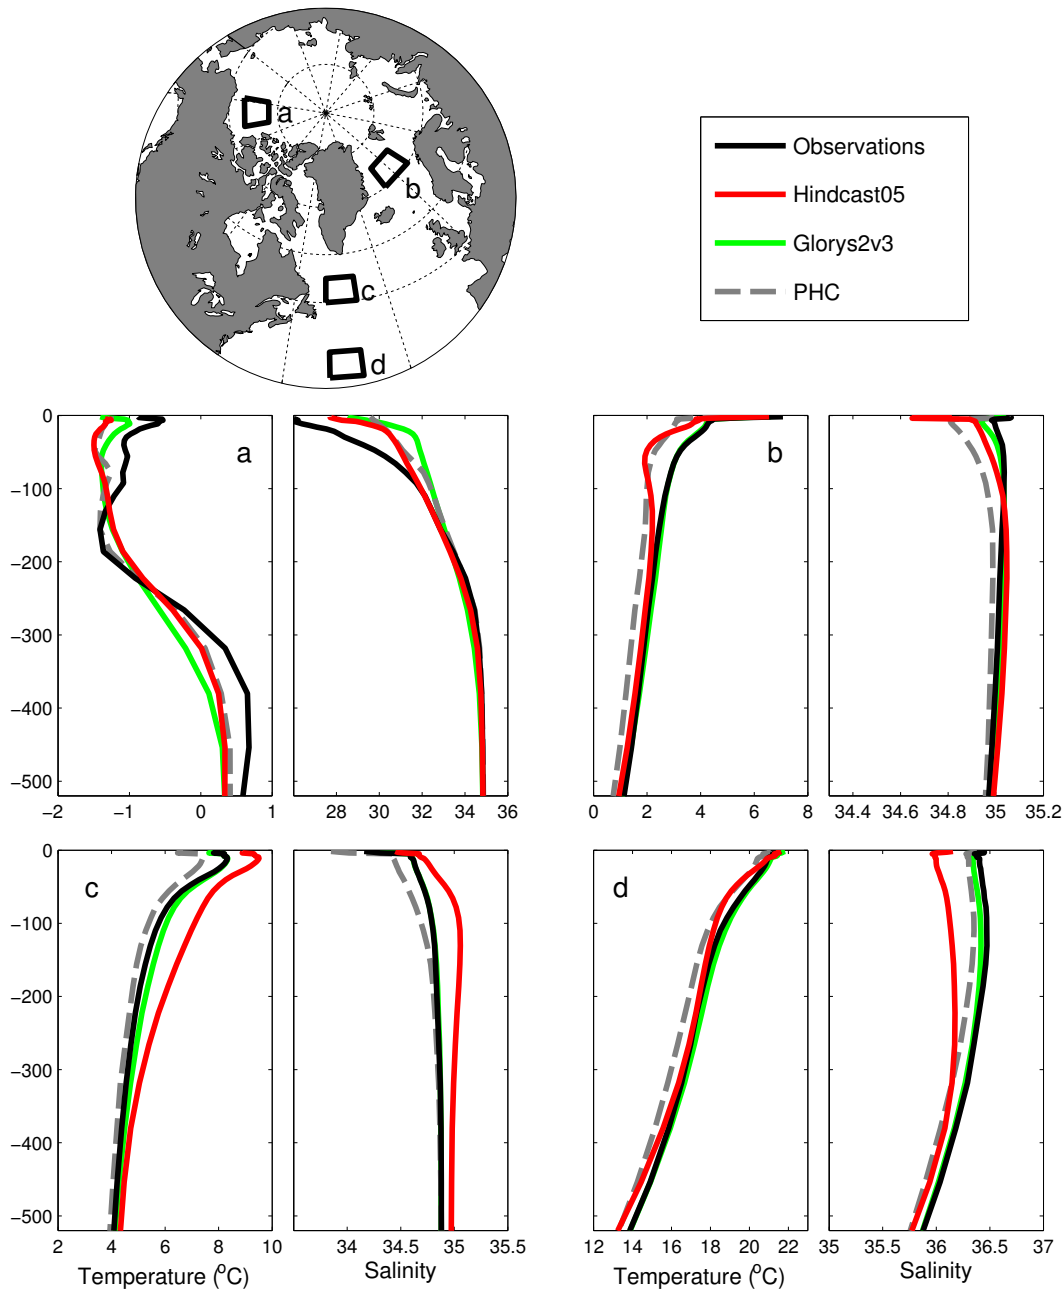 a
b
c
d
Observations
Hindcast05
Glorys2v3
PHC
0
−100
−200
−300
−400
−500
a
b
−2 −1 0 1
28 30 32 34 36
0 2 4 6 8
34.4 34.6 34.8 35 35.2
0
−100
−200
−300
−400
−500
c
d
2 4 6 8 10
34 34.5 35 35.5
12 14 16 18 20 22
35 35.5 36 36.5 37
Temperature (°C)
Salinity
Temperature (°C)
Salinity